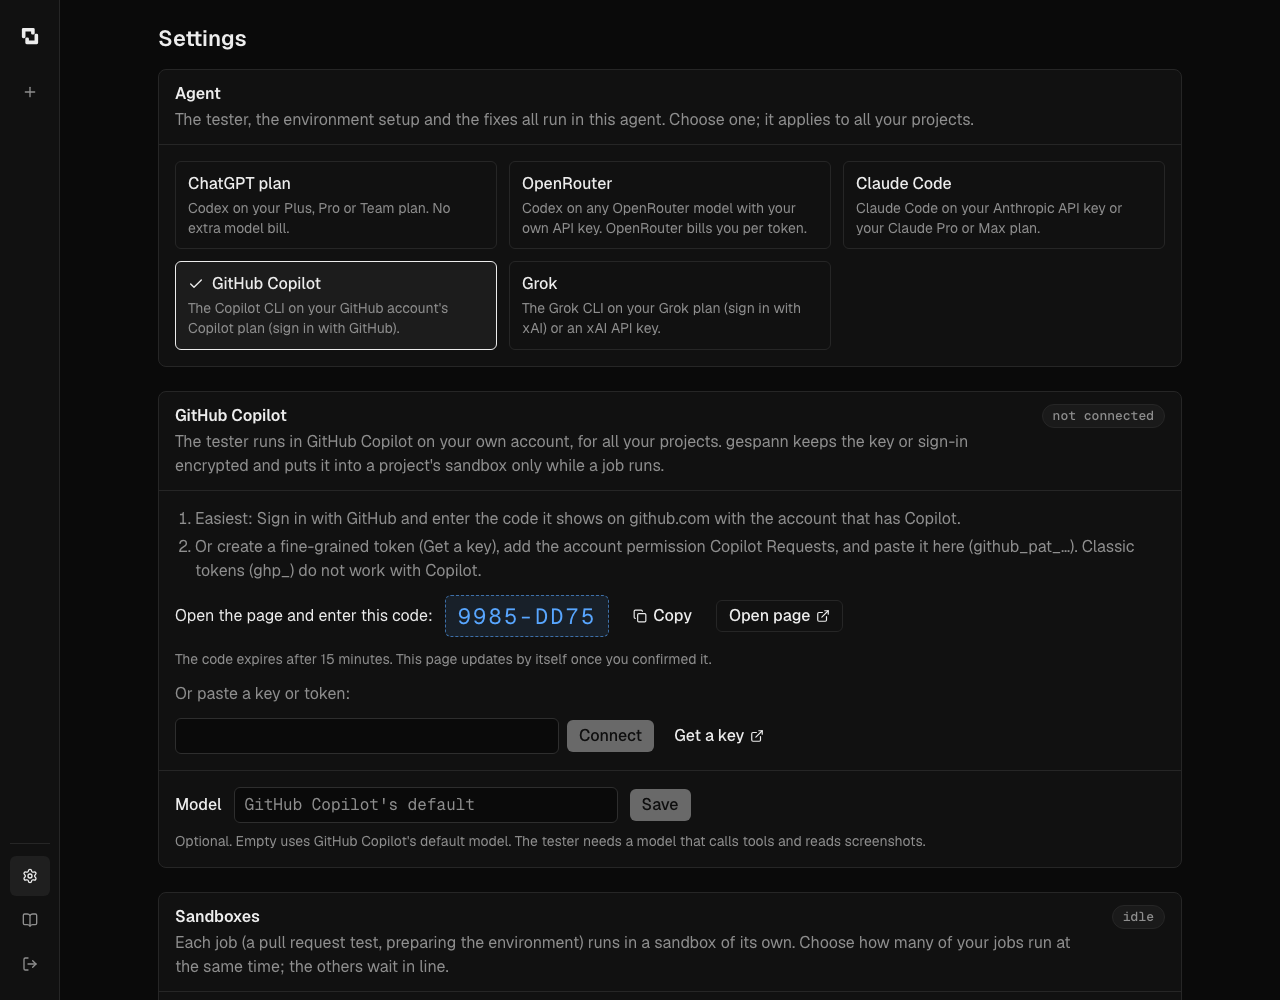 Settings
Agent
The tester, the environment setup and the fixes all run in this agent. Choose one; it applies to all your projects.
ChatGPT plan
Codex on your Plus, Pro or Team plan. No
extra model bill.
OpenRouter
Codex on any OpenRouter model with your
own API key. OpenRouter bills you per token.
Claude Code
Claude Code on your Anthropic API key or
your Claude Pro or Max plan.
GitHub Copilot
The Copilot CLI on your GitHub account's
Copilot plan (sign in with GitHub).
Grok
The Grok CLI on your Grok plan (sign in with
xAI) or an xAI API key.
GitHub Copilot
not connected
The tester runs in GitHub Copilot on your own account, for all your projects. gespann keeps the key or sign-in
encrypted and puts it into a project's sandbox only while a job runs.
1. Easiest: Sign in with GitHub and enter the code it shows on github.com with the account that has Copilot.
2. Or create a fine-grained token (Get a key), add the account permission Copilot Requests, and paste it here (github_pat_…). Classic
tokens (ghp_) do not work with Copilot.
Open the page and enter this code: 9985-DD75 Copy Open page
The code expires after 15 minutes. This page updates by itself once you confirmed it.
Or paste a key or token:
Connect Get a key
Model GitHub Copilot's default Save
Optional. Empty uses GitHub Copilot's default model. The tester needs a model that calls tools and reads screenshots.
Sandboxes
idle
Each job (a pull request test, preparing the environment) runs in a sandbox of its own. Choose how many of your jobs run at
the same time; the others wait in line.